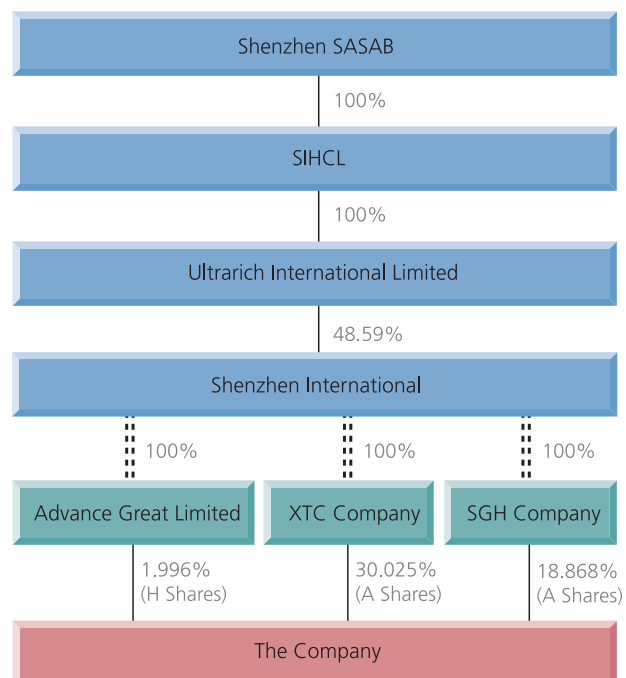 Shenzhen SASAB
100%
SIHCL
100%
Ultrarich International Limited
48.59%
Shenzhen International
100% 100% 100%
Advance Great Limited XTC Company SGH Company
1.996% 30.025% 18.868%
(H Shares) (A Shares) (A Shares)
The Company